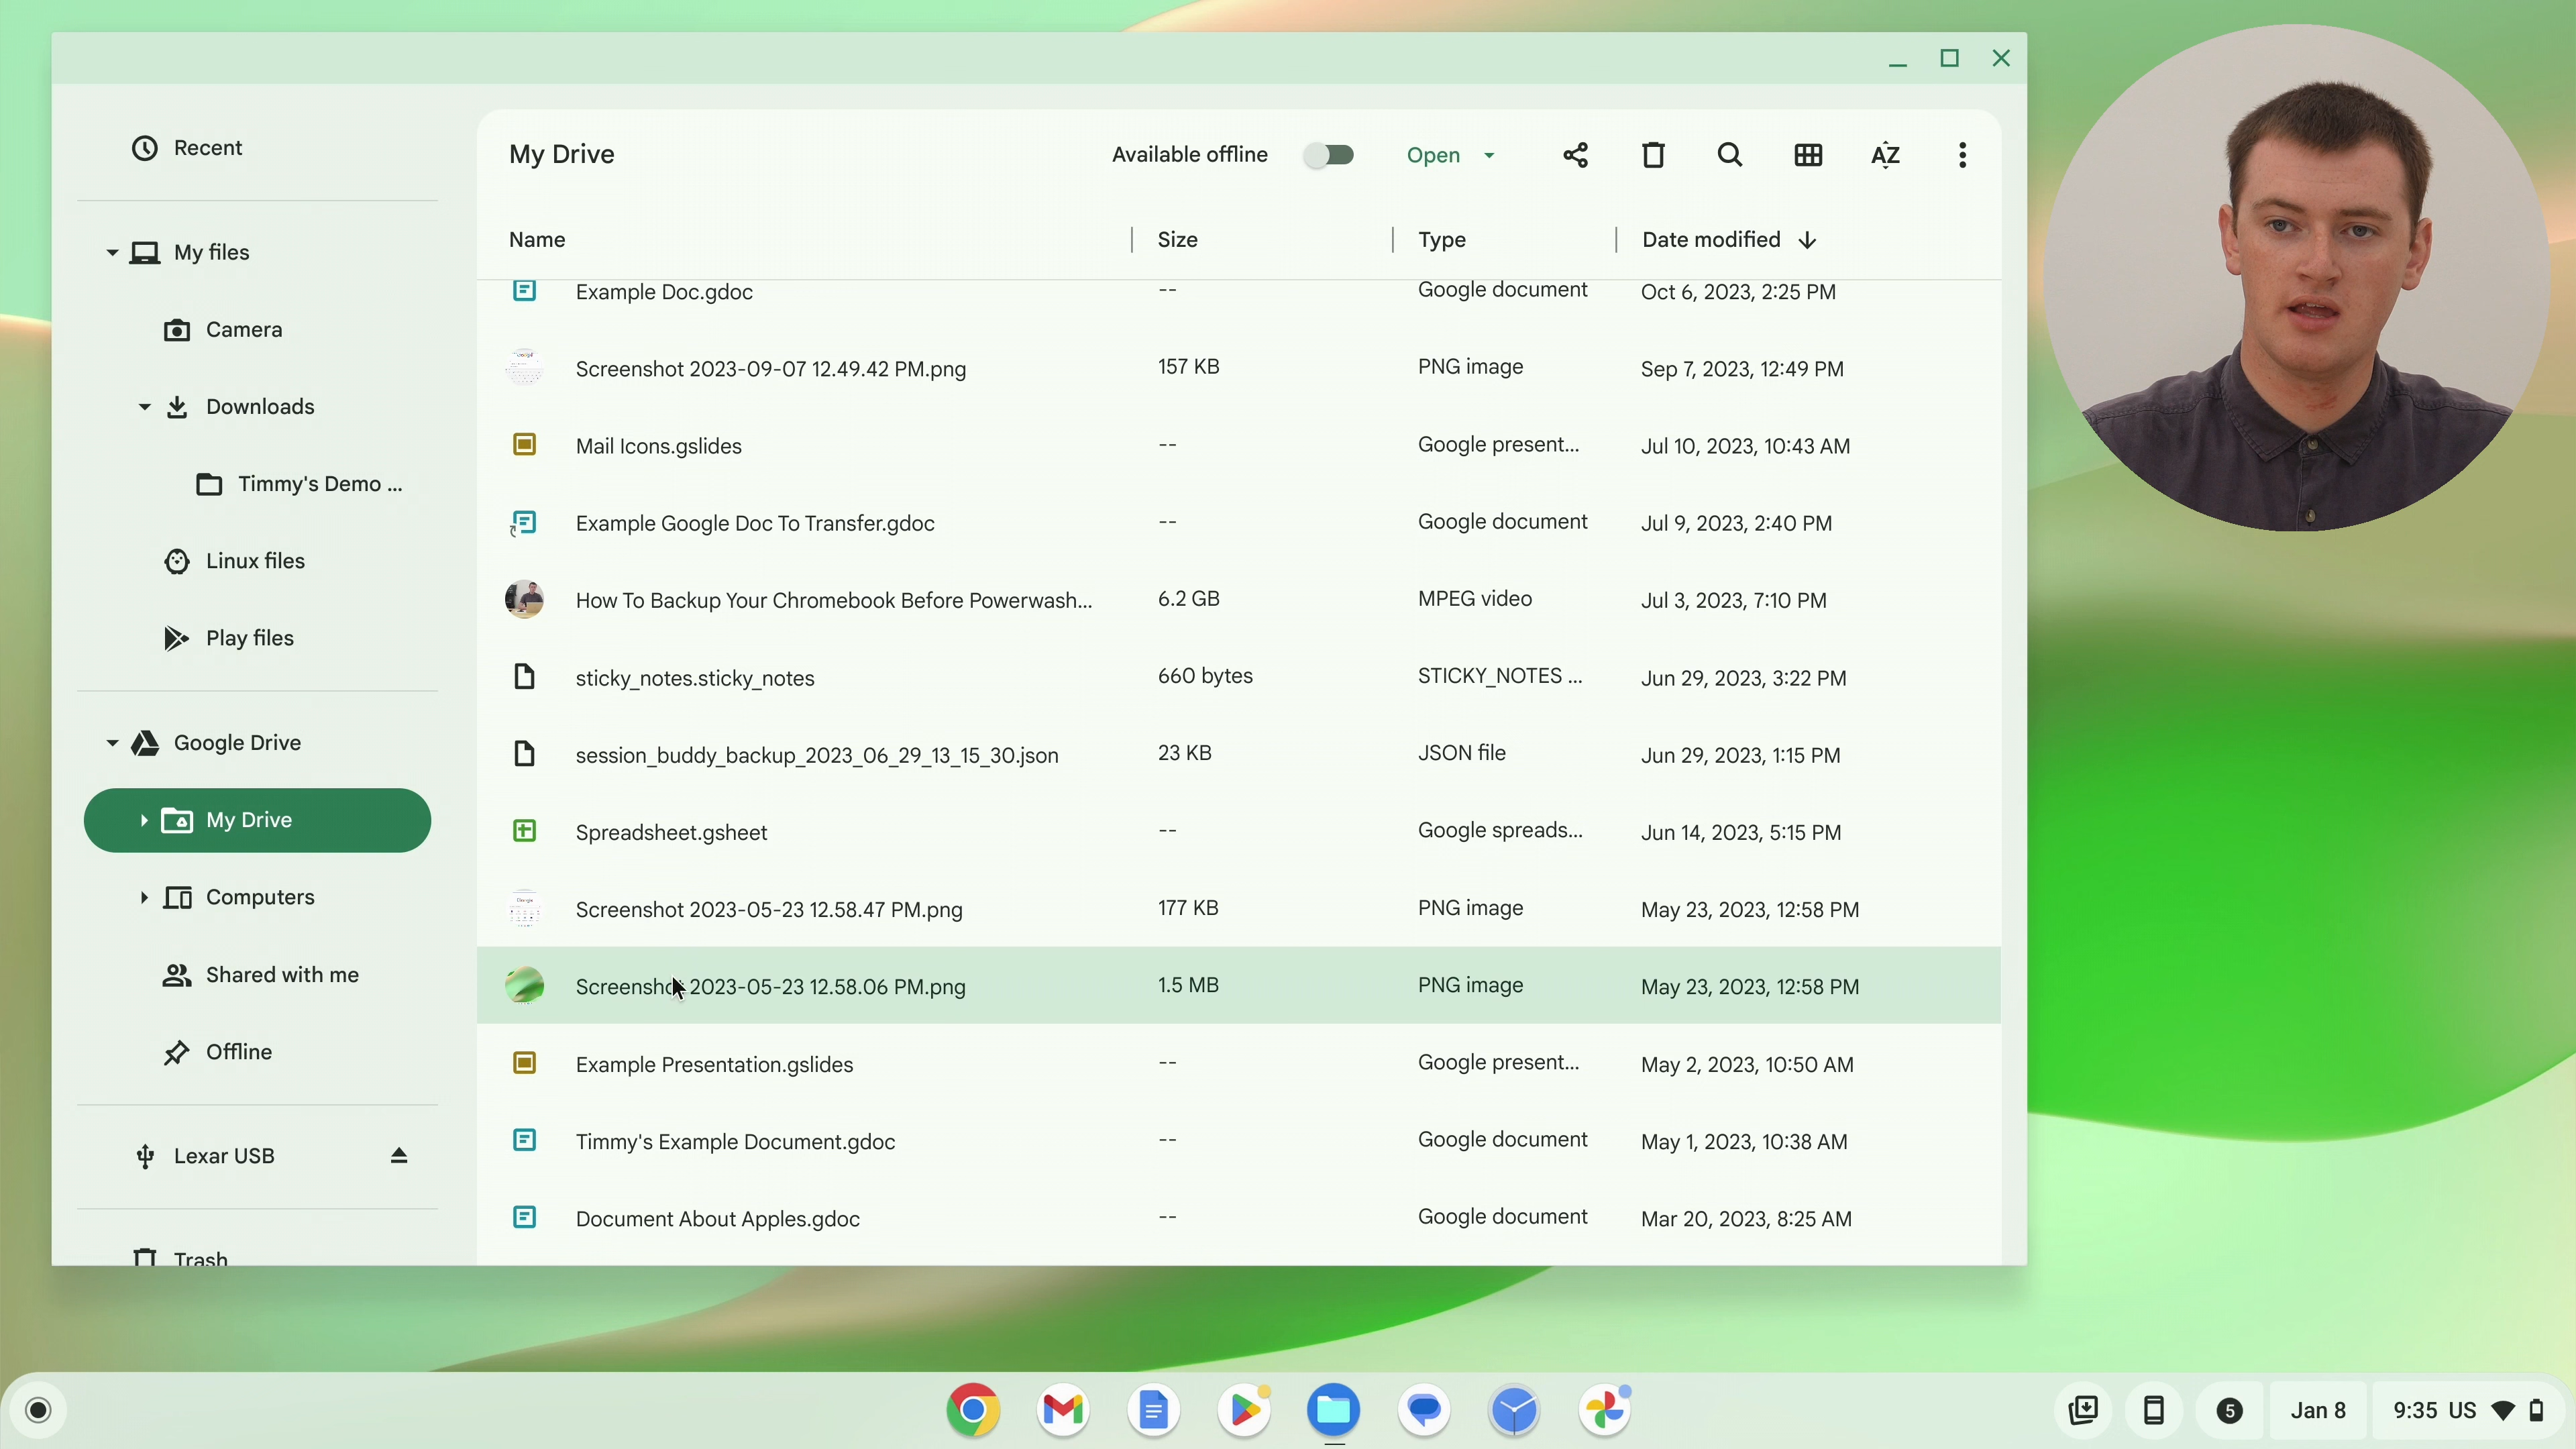 Recent
My files
Camera
Downloads
Timmy's Demo ...
Linux files
Play files
Google Drive
My Drive
Computers
Shared with me
Offline
Lexar USB
Trash
My Drive Available offline Open AZ
Name Size Type Date modified
Example Doc.gdoc -- Google document Oct 6, 2023, 2:25 PM
Screenshot 2023-09-07 12.49.42 PM.png 157 KB PNG image Sep 7, 2023, 12:49 PM
Mail Icons.gslides -- Google present... Jul 10, 2023, 10:43 AM
Example Google Doc To Transfer.gdoc -- Google document Jul 9, 2023, 2:40 PM
How To Backup Your Chromebook Before Powerwash... 6.2 GB MPEG video Jul 3, 2023, 7:10 PM
sticky_notes.sticky_notes 660 bytes STICKY_NOTES ... Jun 29, 2023, 3:22 PM
session_buddy_backup_2023_06_29_13_15_30.json 23 KB JSON file Jun 29, 2023, 1:15 PM
Spreadsheet.gsheet -- Google spreads... Jun 14, 2023, 5:15 PM
Screenshot 2023-05-23 12.58.47 PM.png 177 KB PNG image May 23, 2023, 12:58 PM
Screenshot 2023-05-23 12.58.06 PM.png 1.5 MB PNG image May 23, 2023, 12:58 PM
Example Presentation.gslides -- Google present... May 2, 2023, 10:50 AM
Timmy's Example Document.gdoc -- Google document May 1, 2023, 10:38 AM
Document About Apples.gdoc -- Google document Mar 20, 2023, 8:25 AM
5 Jan 8 9:35 US